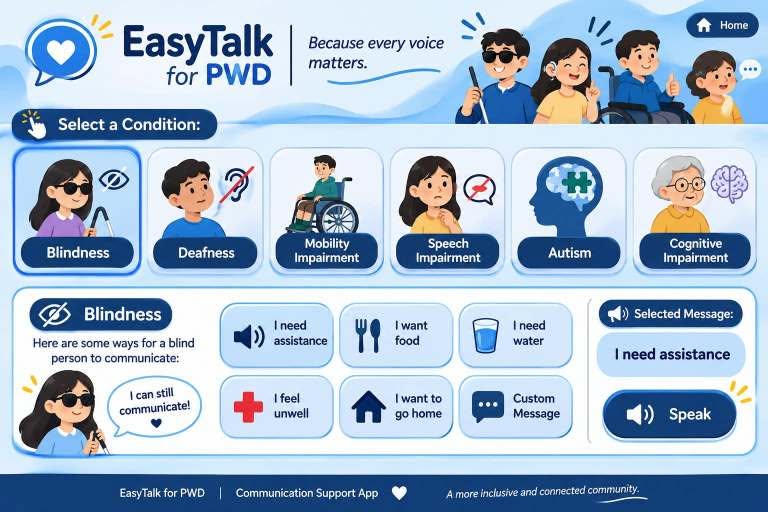 EasyTalk
for PWD
Because every voice
matters.
Home
Select a Condition:
Blindness
Deafness
Mobility
Impairment
Speech
Impairment
Autism
Cognitive
Impairment
Blindness
Here are some ways for a blind
person to communicate:
I can still
communicate!
I need
assistance
I want
food
I need
water
I feel
unwell
I want to
go home
Custom
Message
Selected Message:
I need assistance
Speak
EasyTalk for PWD | Communication Support App
A more inclusive and connected community.